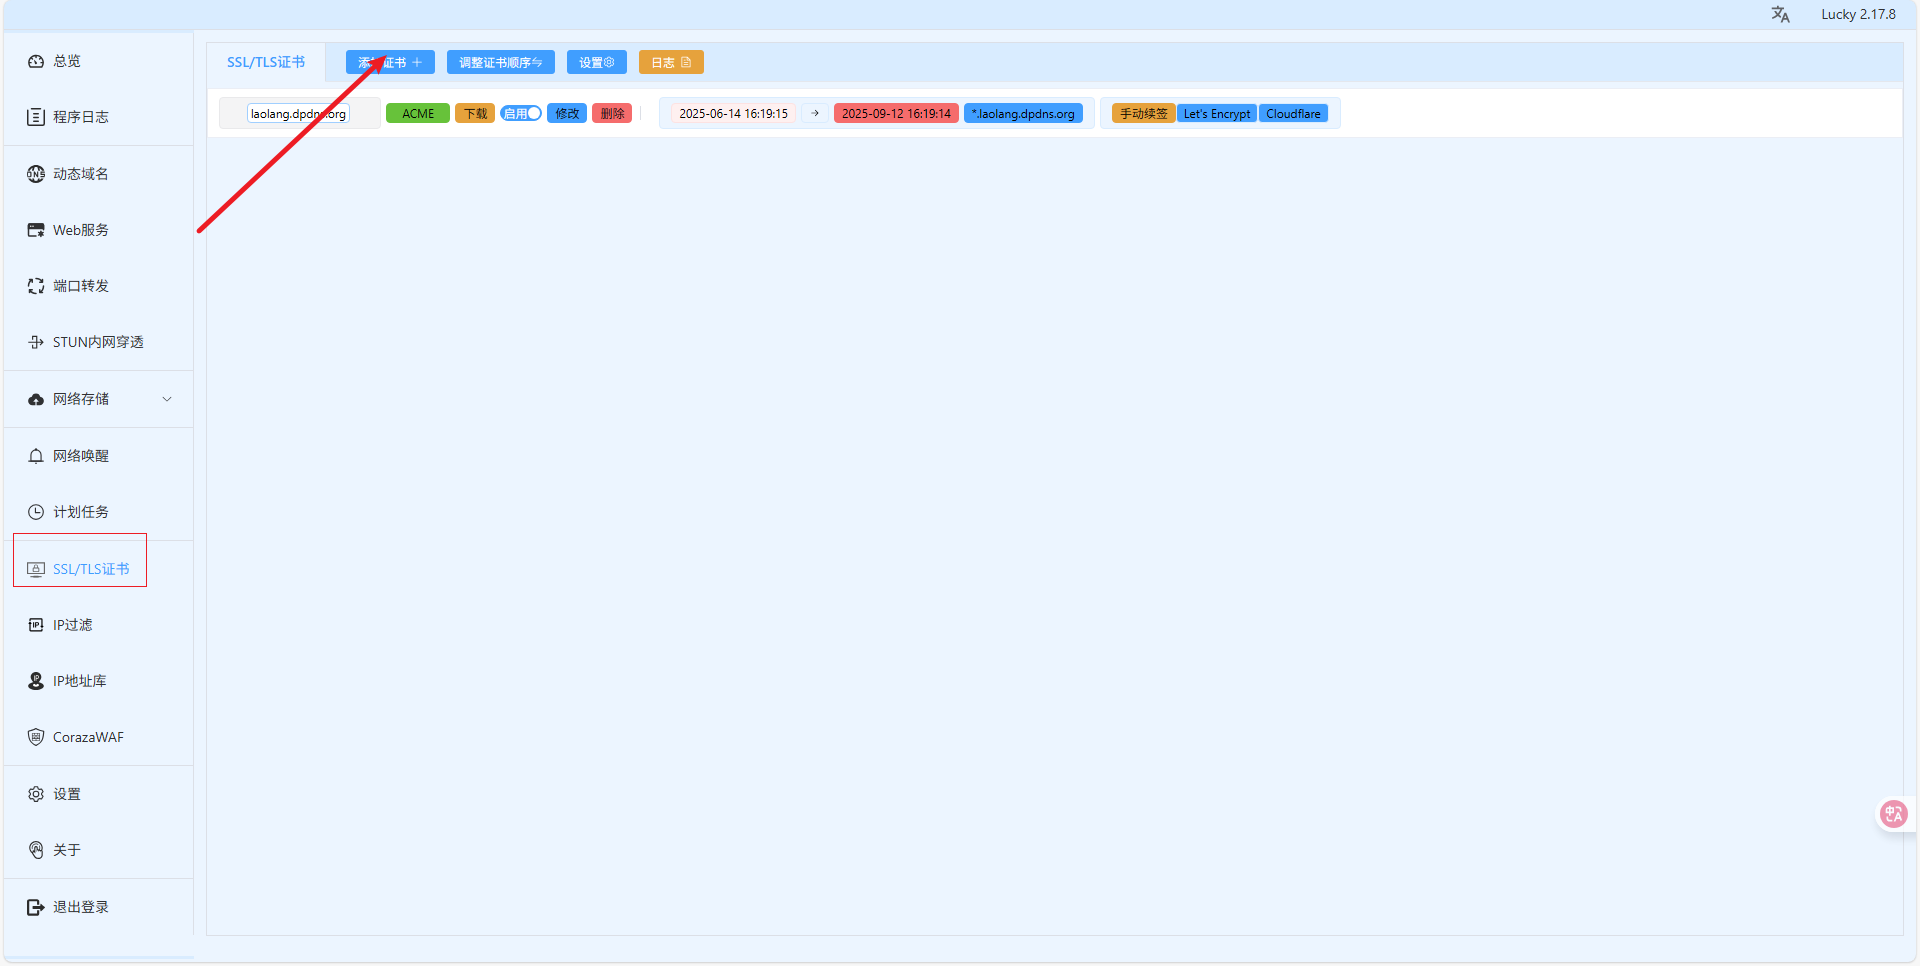 Lucky 2.17.8
总览
程序日志
动态域名
Web服务
端口转发
STUN内网穿透
网络存储
网络唤醒
计划任务
SSL/TLS证书
IP过滤
IP地址库
CorazaWAF
设置
关于
退出登录
SSL/TLS证书 添加证书 调整证书顺序 设置 日志
laolang.dpdns.org ACME 下载 启用 修改 删除 2025-06-14 16:19:15 → 2025-09-12 16:19:14 *.laolang.dpdns.org 手动续签 Let's Encrypt Cloudflare